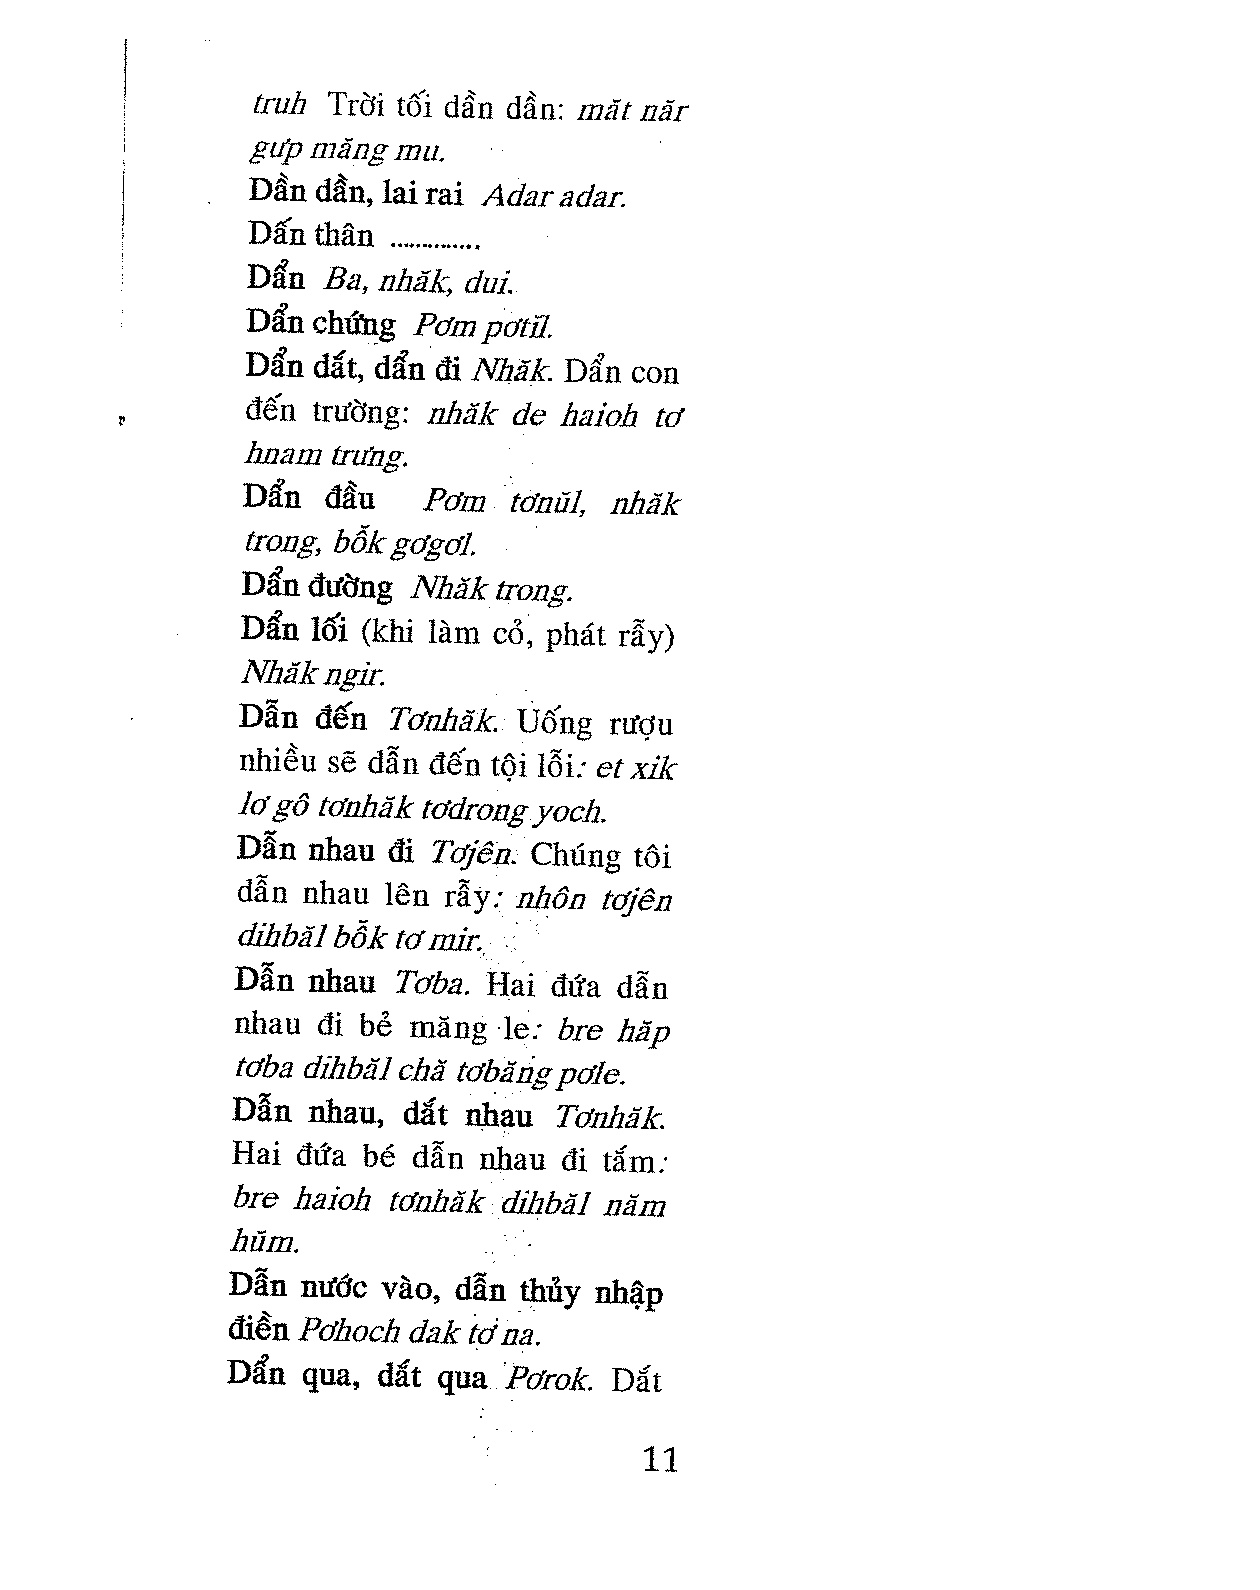 truh Trời tối dần dần: măt năr
gưp măng mu.
Dần dần, lai rai Adar adar.
Dấn thân ..............
Dẩn Ba, nhăk, dui.
Dẩn chứng Pơm pơtĭl.
Dẩn dắt, dẩn đi Nhăk. Dẩn con
đến trường: nhăk de haioh tơ
hnam trưng.
Dẩn đầu Pơm tơnŭl, nhăk
trong, bô̆k gơgơl.
Dẩn đường Nhăk trong.
Dẩn lối (khi làm cỏ, phát rẫy)
Nhăk ngir.
Dẫn đến Tơnhăk. Uống rượu
nhiều sẽ dẫn đến tội lỗi: et xik
lơ gô tơnhăk tơdrong yoch.
Dẫn nhau đi Tơjên. Chúng tôi
dẫn nhau lên rẫy: nhôn tơjên
dihbăl bô̆k tơ mir.
Dẫn nhau Tơba. Hai đứa dẫn
nhau đi bẻ măng le: bre hăp
tơba dihbăl chă tơbăng pơle.
Dẫn nhau, dắt nhau Tơnhăk.
Hai đứa bé dẫn nhau đi tắm:
bre haioh tơnhăk dihbăl năm
hŭm.
Dẫn nước vào, dẫn thủy nhập
điền Pơhoch dak tơ na.
Dẩn qua, dắt qua Pơrok. Dắt
11